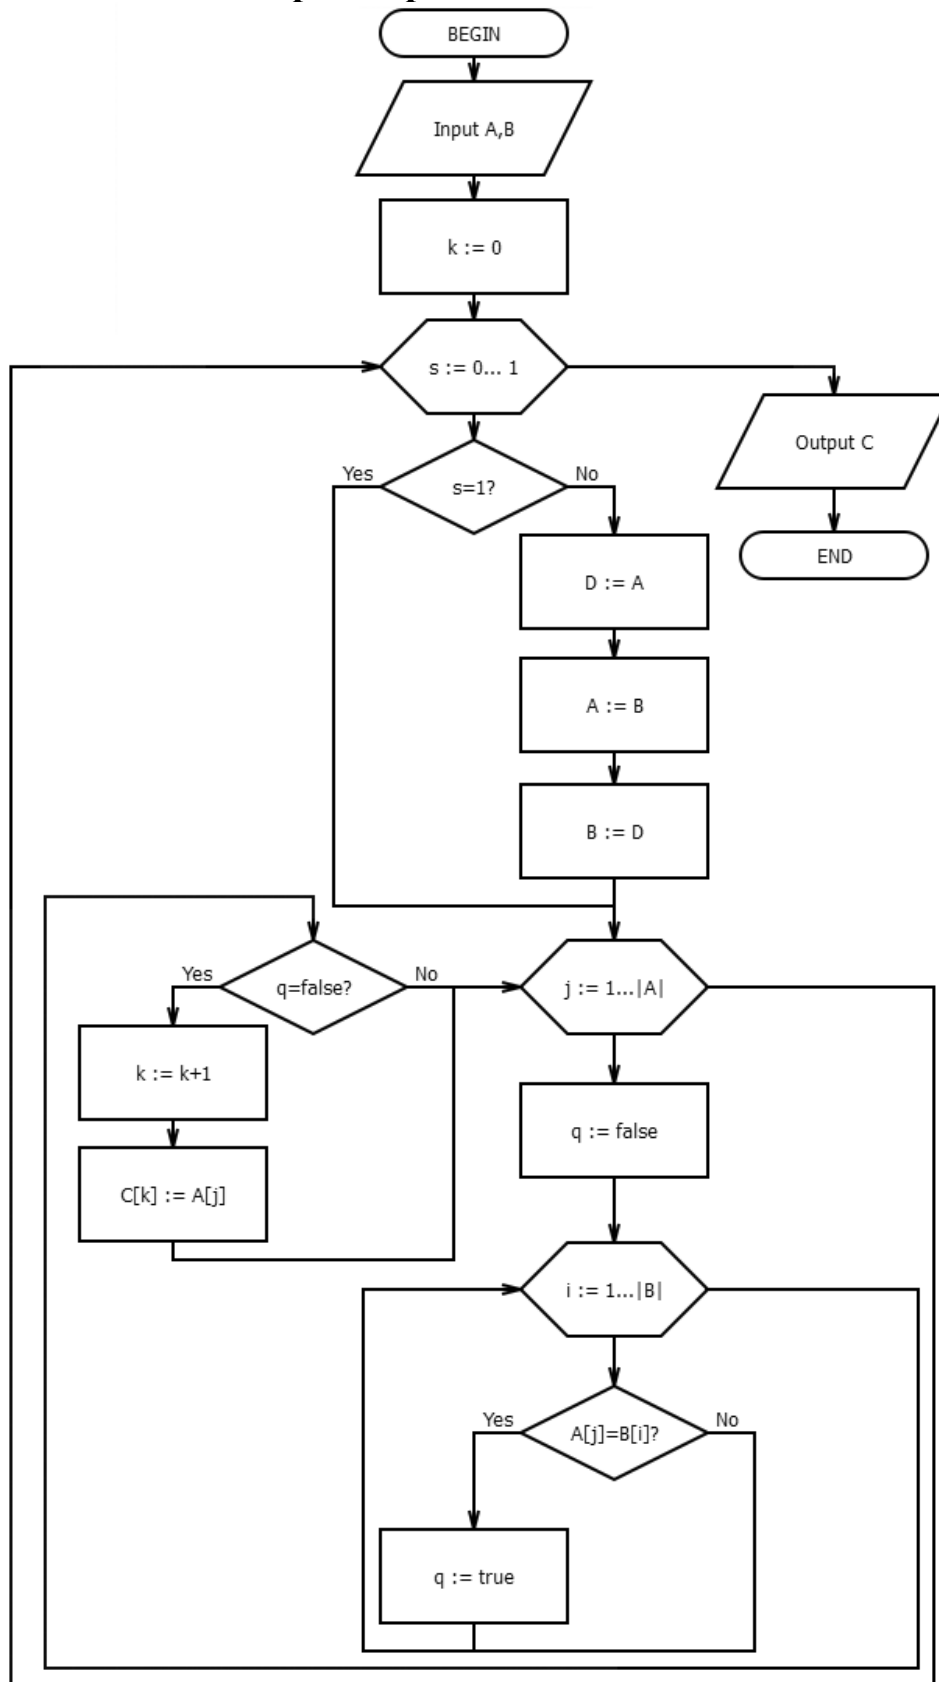 BEGIN
Input A,B
k := 0
s := 0... 1
Yes
s=1?
No
Output C
END
D := A
A := B
B := D
Yes
q=false?
No
j := 1...|A|
k := k+1
q := false
C[k] := A[j]
i := 1...|B|
Yes
A[j]=B[i]?
No
q := true